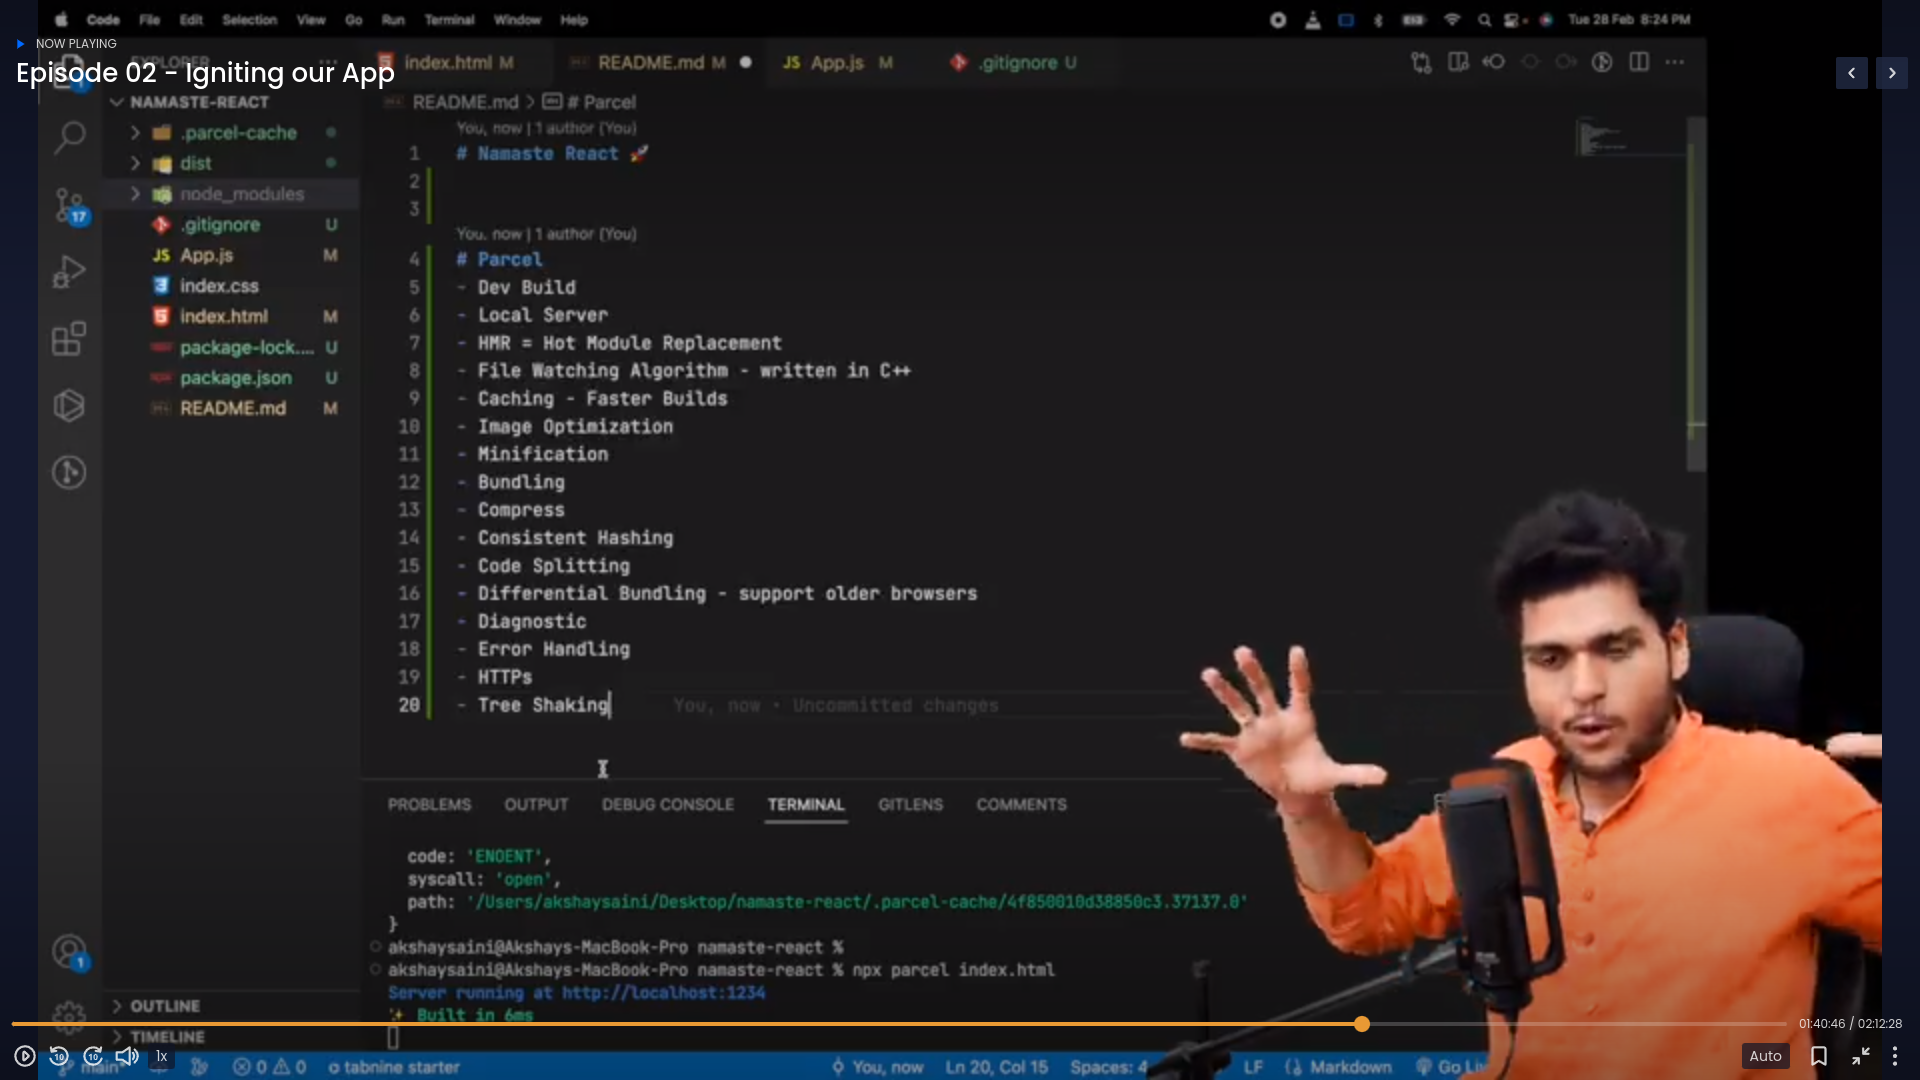 Code File Edit Selection View Go Run Terminal Window Help
Tue 28 Feb 8:24 PM
NOW PLAYING
Episode 02 - Igniting our App
EXPLORER
index.html M
README.md M
JS App.js M
.gitignore U
NAMASTE-REACT
.parcel-cache
dist
node_modules
.gitignore U
JS App.js M
index.css
index.html M
package-lock.... U
package.json U
README.md M
17
1
OUTLINE
TIMELINE
README.md > # Parcel
You, now | 1 author (You)
1 # Namaste React 🚀
2
3
You, now | 1 author (You)
4 # Parcel
5 - Dev Build
6 - Local Server
7 - HMR = Hot Module Replacement
8 - File Watching Algorithm - written in C++
9 - Caching - Faster Builds
10 - Image Optimization
11 - Minification
12 - Bundling
13 - Compress
14 - Consistent Hashing
15 - Code Splitting
16 - Differential Bundling - support older browsers
17 - Diagnostic
18 - Error Handling
19 - HTTPs
20 - Tree Shaking You, now • Uncommitted changes
PROBLEMS OUTPUT DEBUG CONSOLE TERMINAL GITLENS COMMENTS
code: 'ENOENT',
syscall: 'open',
path: '/Users/akshaysaini/Desktop/namaste-react/.parcel-cache/4f850010d38850c3.37137.0'
}
akshaysaini@Akshays-MacBook-Pro namaste-react %
akshaysaini@Akshays-MacBook-Pro namaste-react % npx parcel index.html
Server running at http://localhost:1234
✨ Built in 6ms
01:40:46 / 02:12:28
10 10 1x
Auto
main* 0 0 tabnine starter
You, now Ln 20, Col 15 Spaces: 4 LF Markdown Go Li